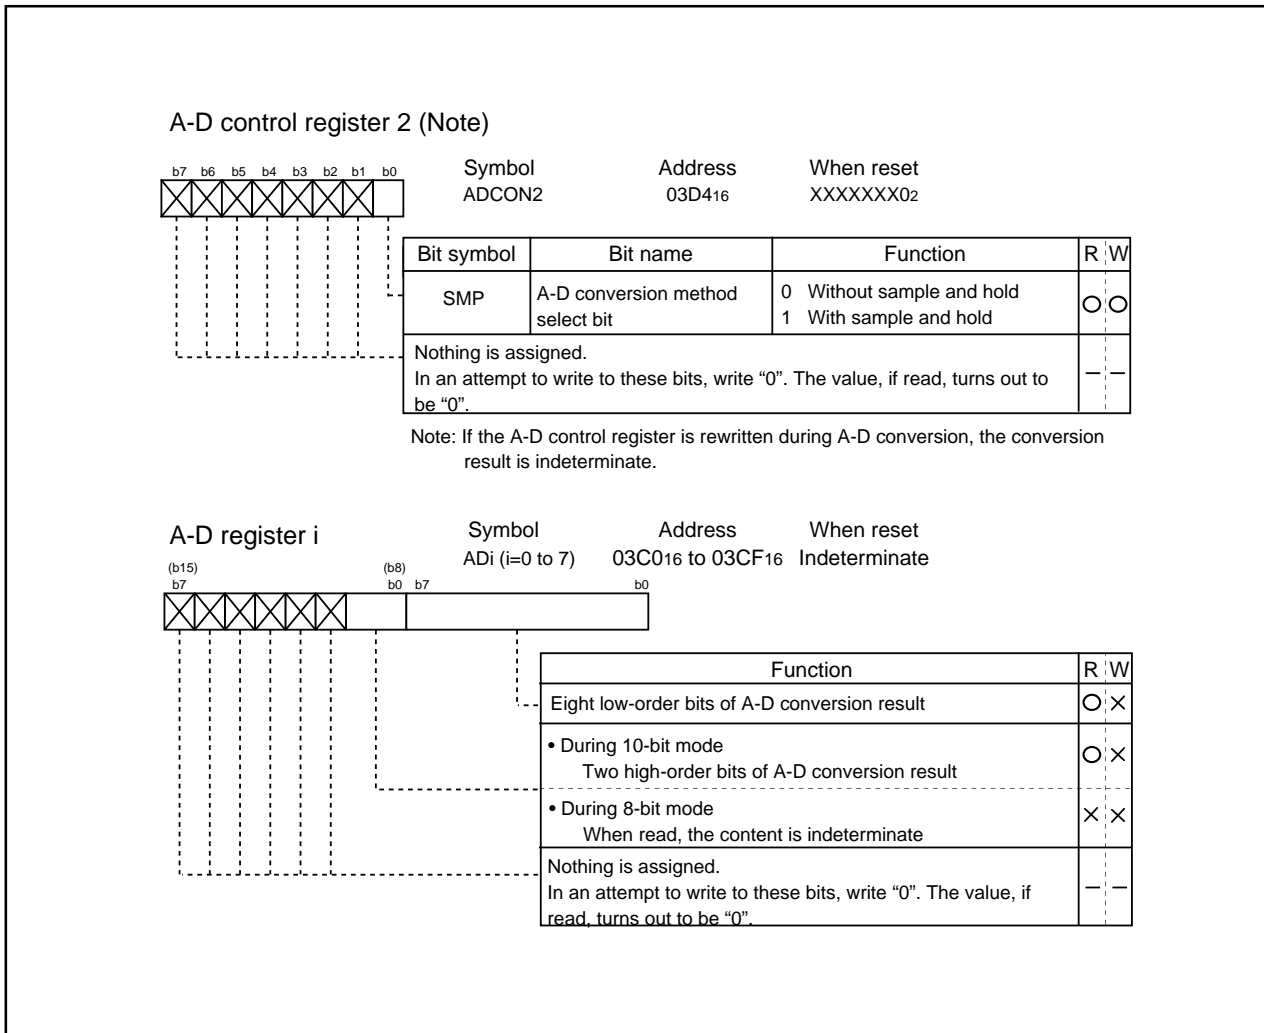 A-D control register 2 (Note)
Symbol Address When reset
b7 b6 b5 b4 b3 b2 b1 b0
ADCON2 03D416 XXXXXXX02
Bit symbol Bit name Function R W
SMP A-D conversion method select bit 0 Without sample and hold
1 With sample and hold
Nothing is assigned.
In an attempt to write to these bits, write “0”. The value, if read, turns out to
be “0”.
Note: If the A-D control register is rewritten during A-D conversion, the conversion
result is indeterminate.
A-D register i
Symbol Address When reset
ADi (i=0 to 7) 03C016 to 03CF16 Indeterminate
(b15) (b8)
b7 b0 b7 b0
Function R W
Eight low-order bits of A-D conversion result
• During 10-bit mode
Two high-order bits of A-D conversion result
• During 8-bit mode
When read, the content is indeterminate
Nothing is assigned.
In an attempt to write to these bits, write “0”. The value, if
read, turns out to be “0”.